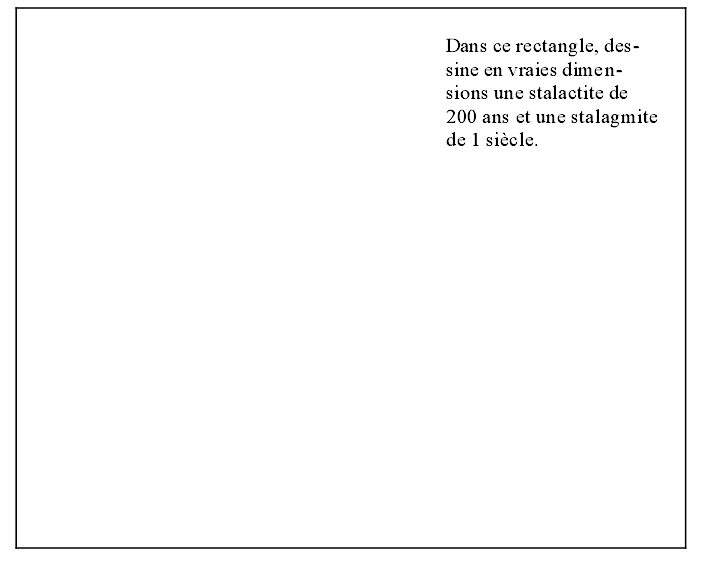 Dans ce rectangle, des-
sine en vraies dimen-
sions une stalactite de
200 ans et une stalagmite
de 1 siècle.